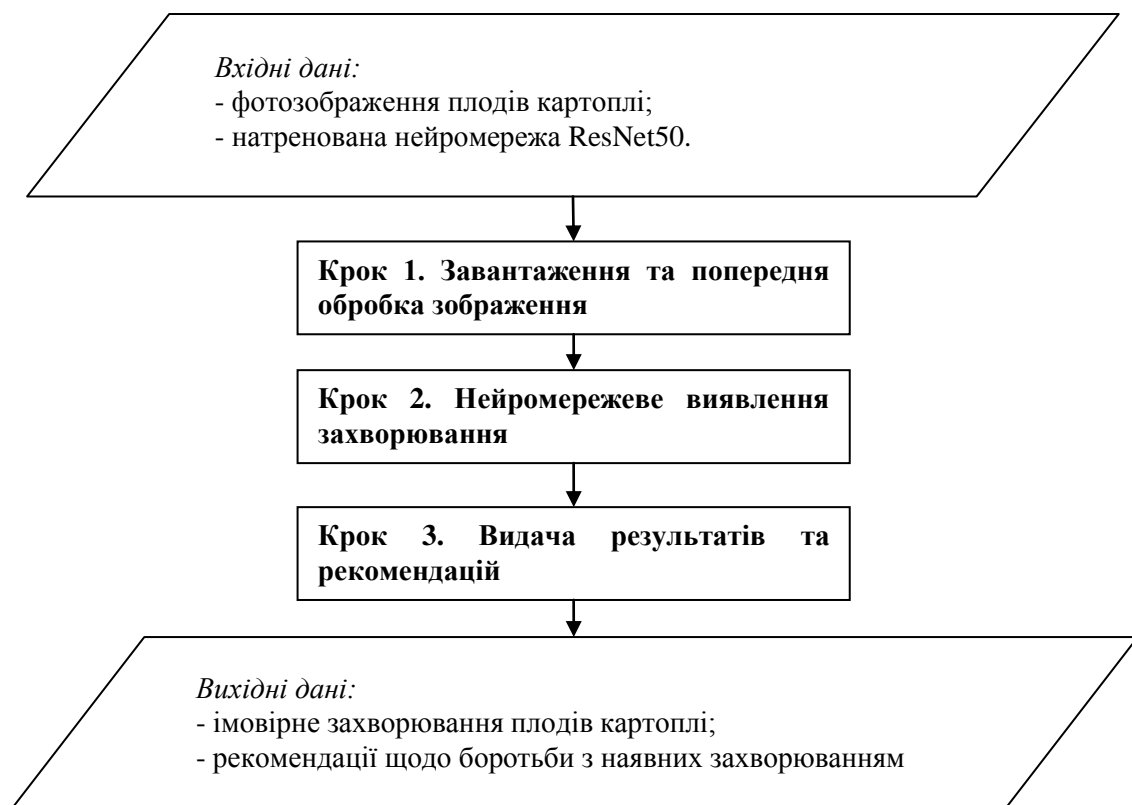 Вхідні дані:
- фотозображення плодів картоплі;
- натренована нейромережа ResNet50.
Крок 1. Завантаження та попередня
обробка зображення
Крок 2. Нейромережеве виявлення
захворювання
Крок 3. Видача результатів та
рекомендацій
Вихідні дані:
- імовірне захворювання плодів картоплі;
- рекомендації щодо боротьби з наявних захворюванням